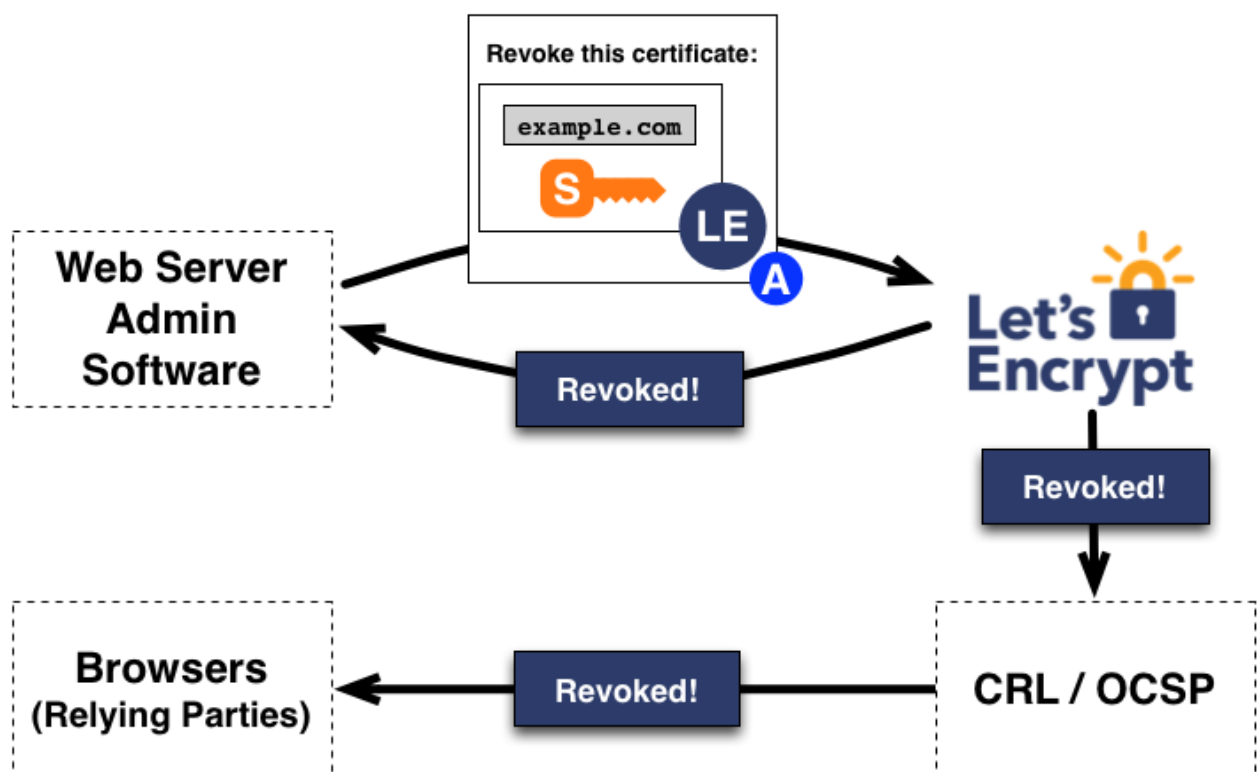 Revoke this certificate:
example.com
S
LE
A
Web Server
Admin
Software
Let's
Encrypt
Revoked!
Revoked!
Browsers
(Relying Parties)
Revoked!
CRL / OCSP